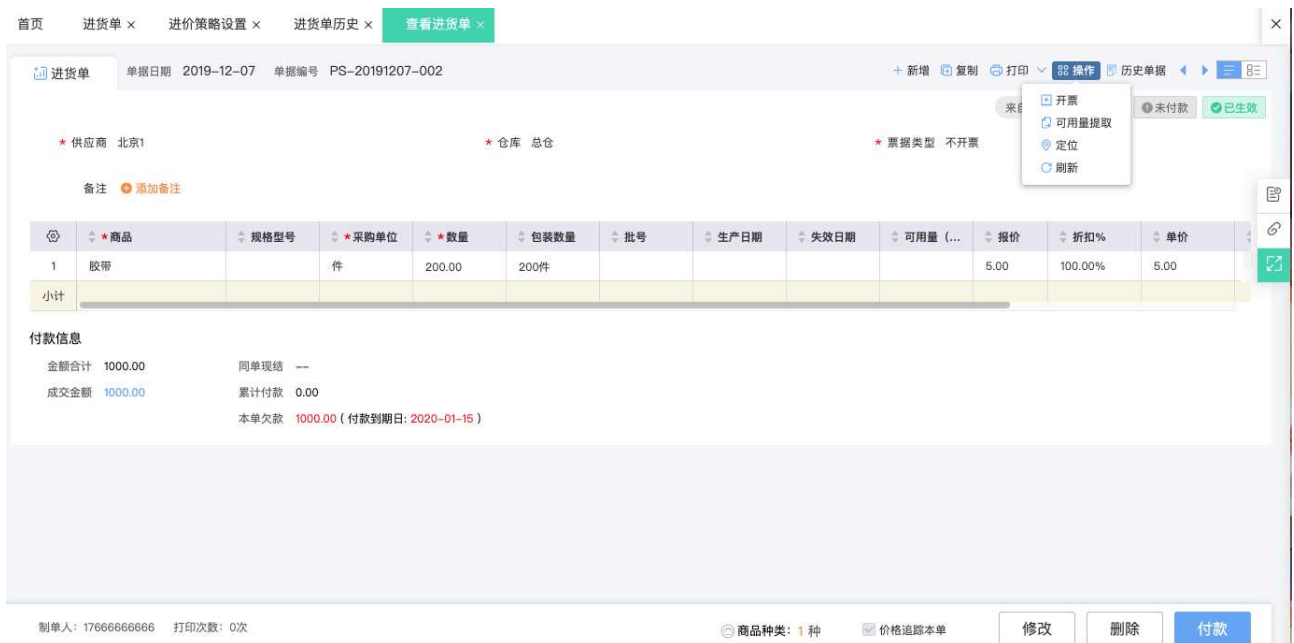 首页 进货单 × 进价策略设置 × 进货单历史 × 查看进货单 ×
进货单 单据日期 2019-12-07 单据编号 PS-20191207-002 + 新增 复制 打印 操作 历史单据
开票 未付款 已生效
可用量提取
* 供应商 北京1 * 仓库 总仓 * 票据类型 不开票
定位
刷新
备注 添加备注
*商品 规格型号 *采购单位 *数量 包装数量 批号 生产日期 失效日期 可用量 (... 报价 折扣% 单价
1 胶带 件 200.00 200件 5.00 100.00% 5.00
小计
付款信息
金额合计 1000.00 同单现结 --
成交金额 1000.00 累计付款 0.00
本单欠款 1000.00 ( 付款到期日: 2020-01-15 )
制单人: 17666666666 打印次数: 0次 商品种类: 1 种 价格追踪本单 修改 删除 付款